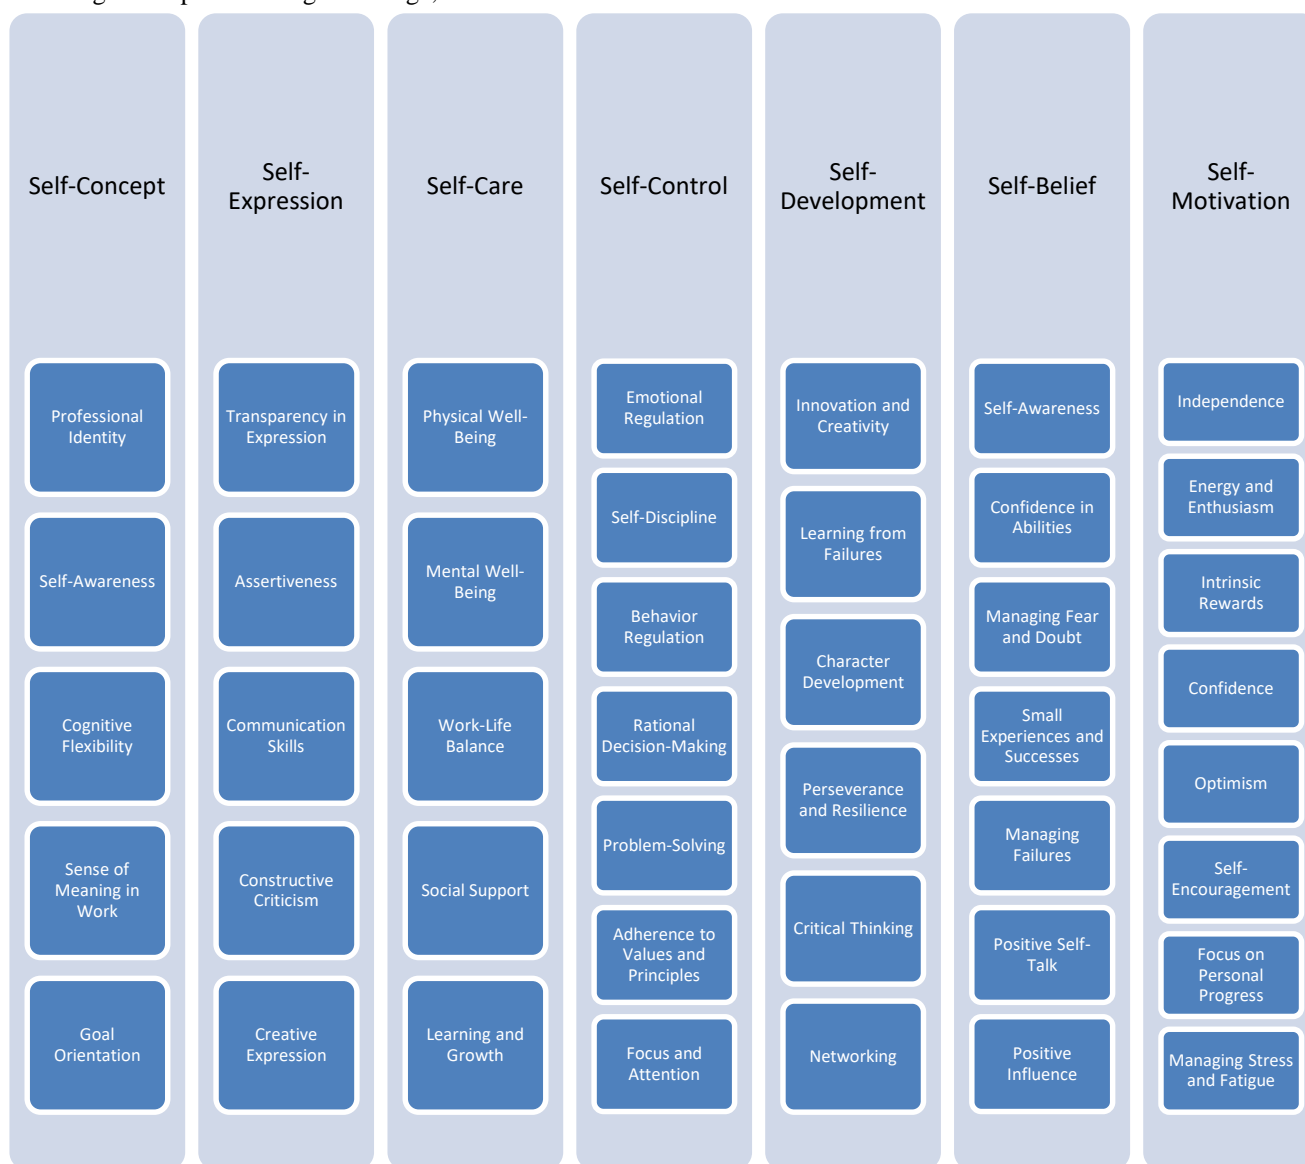 Self-Concept
Professional
Identity
Self-Awareness
Cognitive
Flexibility
Sense of
Meaning in
Work
Goal
Orientation
Self-
Expression
Transparency in
Expression
Assertiveness
Communication
Skills
Constructive
Criticism
Creative
Expression
Self-Care
Physical Well-
Being
Mental Well-
Being
Work-Life
Balance
Social Support
Learning and
Growth
Self-Control
Emotional
Regulation
Self-Discipline
Behavior
Regulation
Rational
Decision-Making
Problem-Solving
Adherence to
Values and
Principles
Focus and
Attention
Self-
Development
Innovation and
Creativity
Learning from
Failures
Character
Development
Perseverance
and Resilience
Critical Thinking
Networking
Self-Belief
Self-Awareness
Confidence in
Abilities
Managing Fear
and Doubt
Small
Experiences and
Successes
Managing
Failures
Positive Self-
Talk
Positive
Influence
Self-
Motivation
Independence
Energy and
Enthusiasm
Intrinsic
Rewards
Confidence
Optimism
Self-
Encouragement
Focus on
Personal
Progress
Managing Stress
and Fatigue